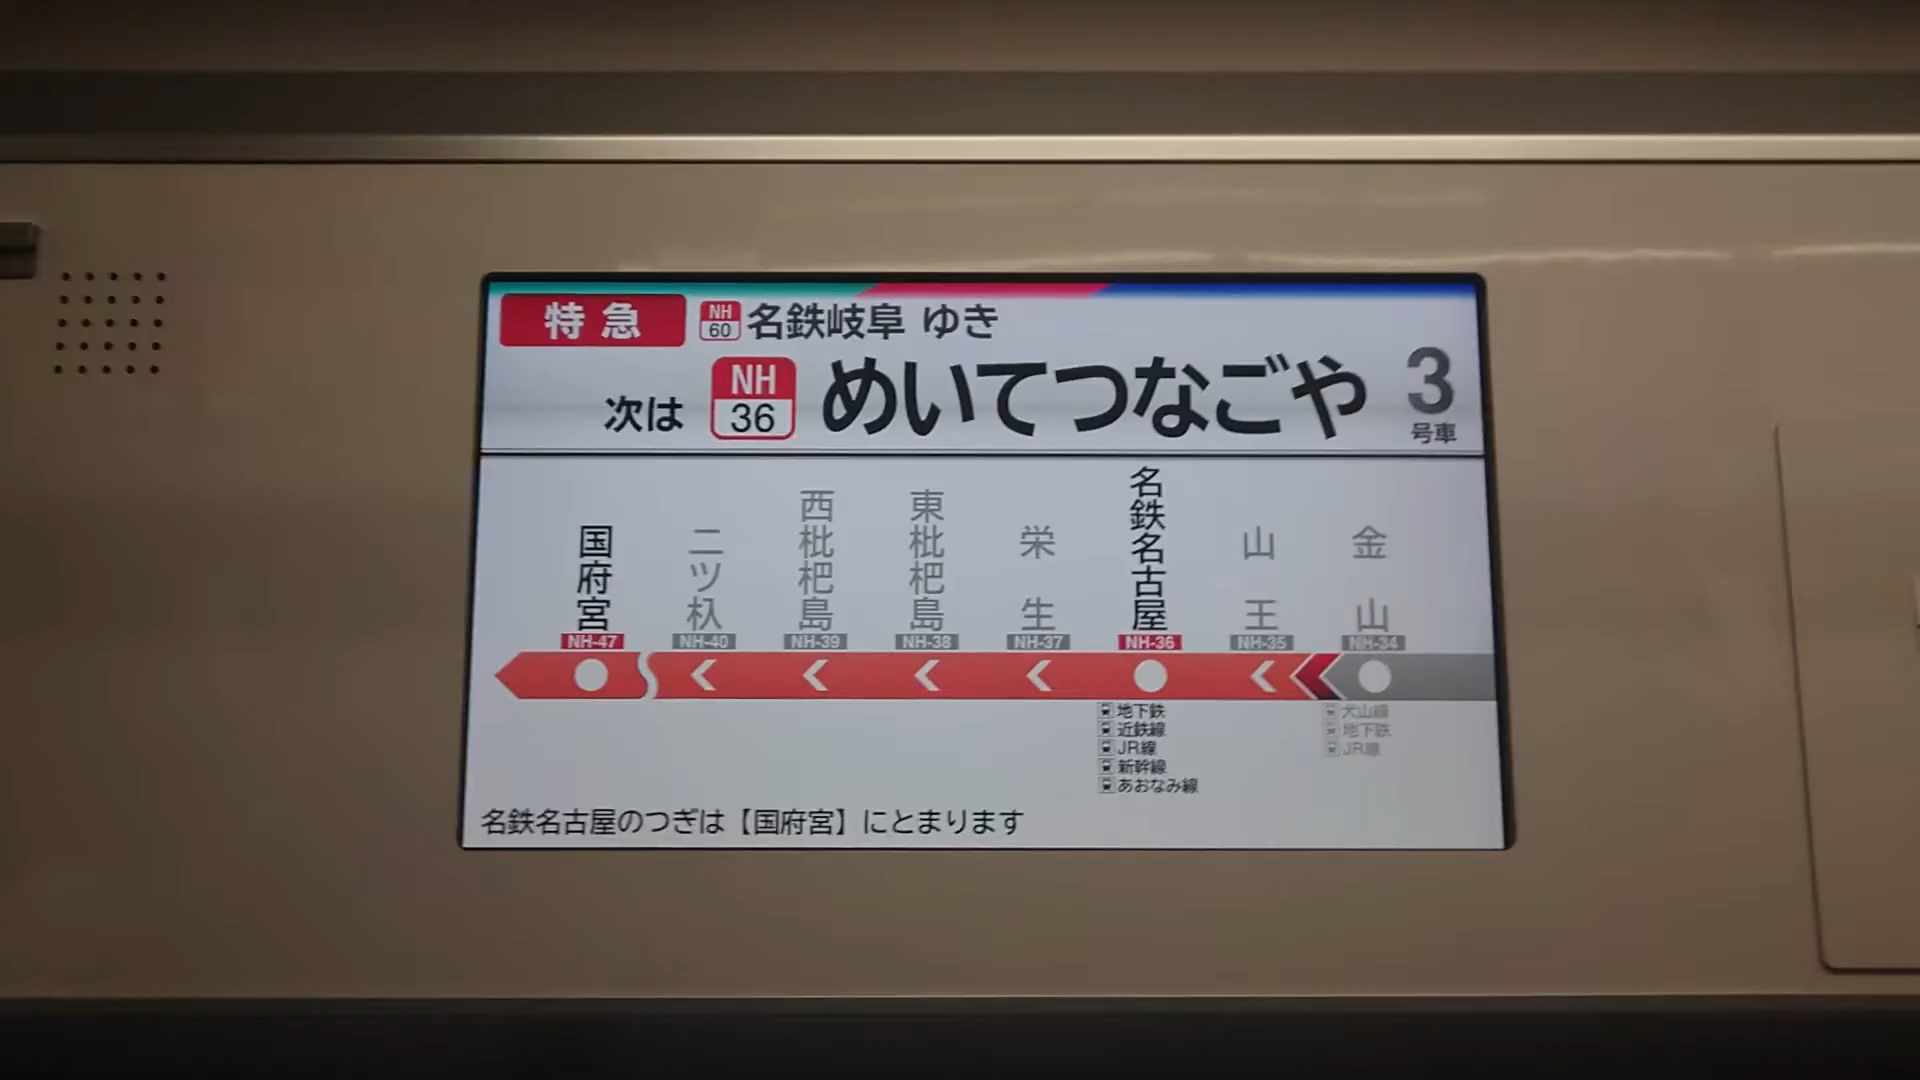 特急 NH 60 名鉄岐阜 ゆき
次は NH 36 めいてつなごや 3 号車
国府宮 二ツ杁 西枇杷島 東枇杷島 栄生 名鉄名古屋 山王 金山
NH-47 NH-40 NH-39 NH-38 NH-37 NH-36 NH-35 NH-34
地下鉄 犬山線
近鉄線 地下鉄
JR線 JR線
新幹線
あおなみ線
名鉄名古屋のつぎは【国府宮】にとまります